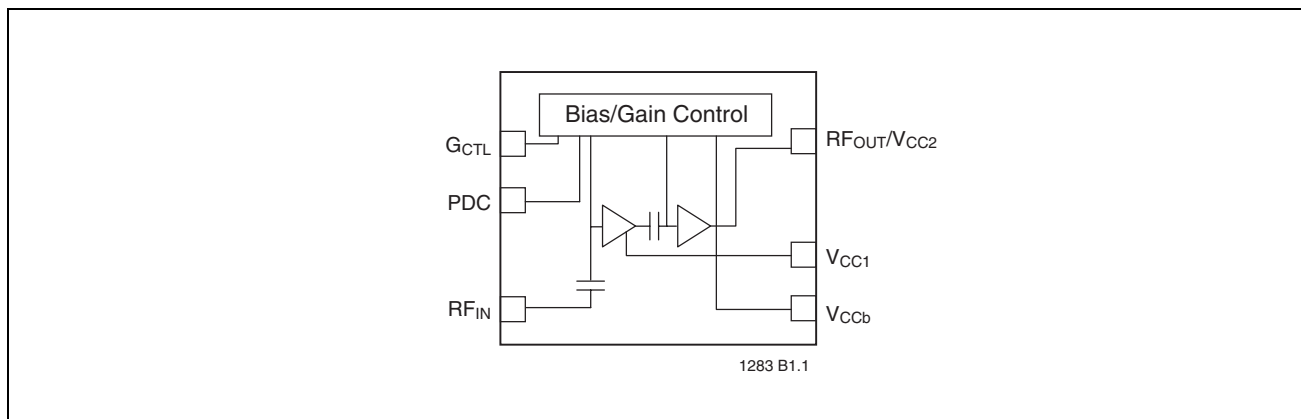 Bias/Gain Control
GCTL
RFOUT/VCC2
PDC
VCC1
RFIN
VCCb
1283 B1.1